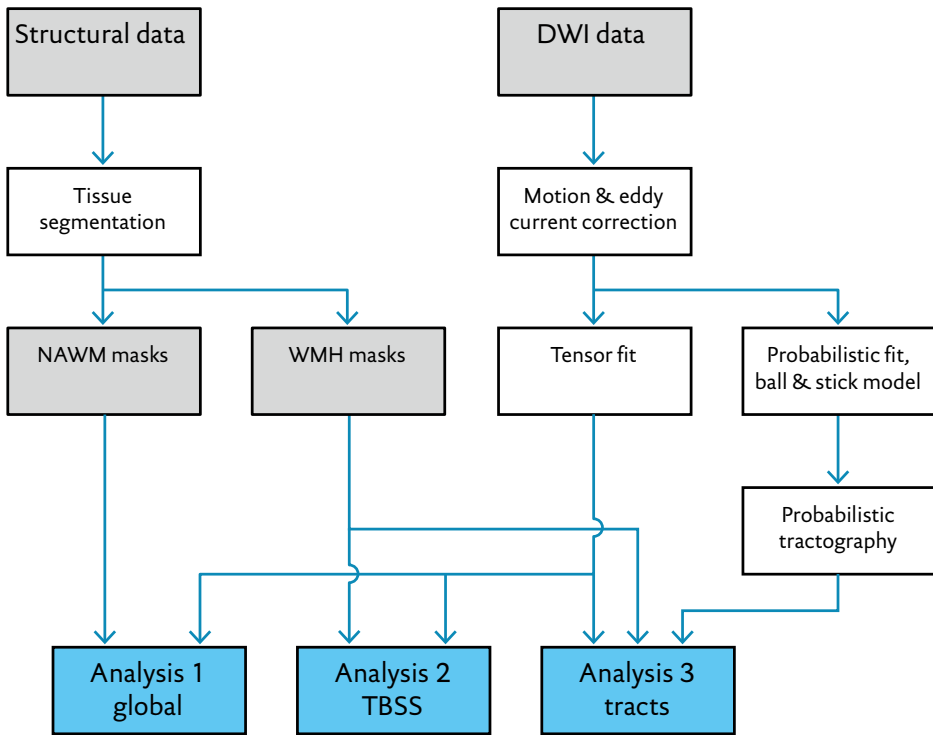 Structural data
DWI data
Tissue
segmentation
Motion & eddy
current correction
NAWM masks
WMH masks
Tensor fit
Probabilistic fit,
ball & stick model
Probabilistic
tractography
Analysis 1
global
Analysis 2
TBSS
Analysis 3
tracts